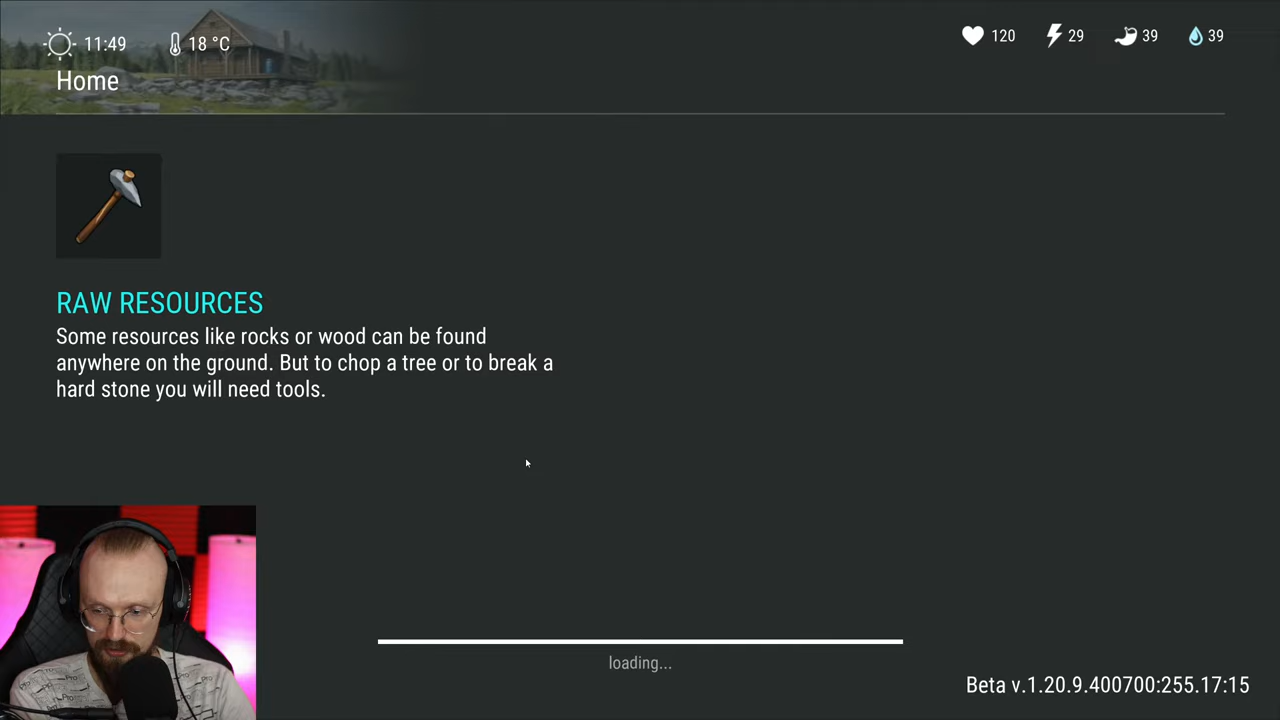 11:49
18 °C
120
29
39
39
Home
RAW RESOURCES
Some resources like rocks or wood can be found
anywhere on the ground. But to chop a tree or to break a
hard stone you will need tools.
loading...
Beta v.1.20.9.400700:255.17:15